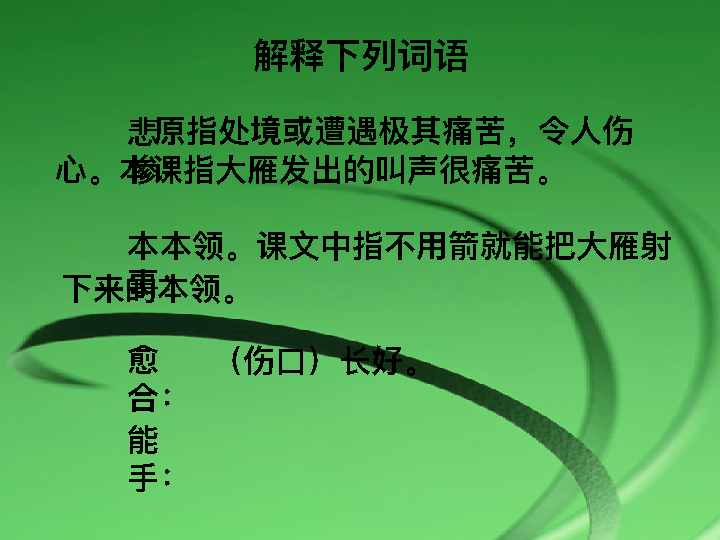 解释下列词语
悲原指处境或遭遇极其痛苦，令人伤
惨
心。本课指大雁发出的叫声很痛苦。
本本领。课文中指不用箭就能把大雁射
事：
下来的本领。
愈 （伤口）长好。
合：
能
手：